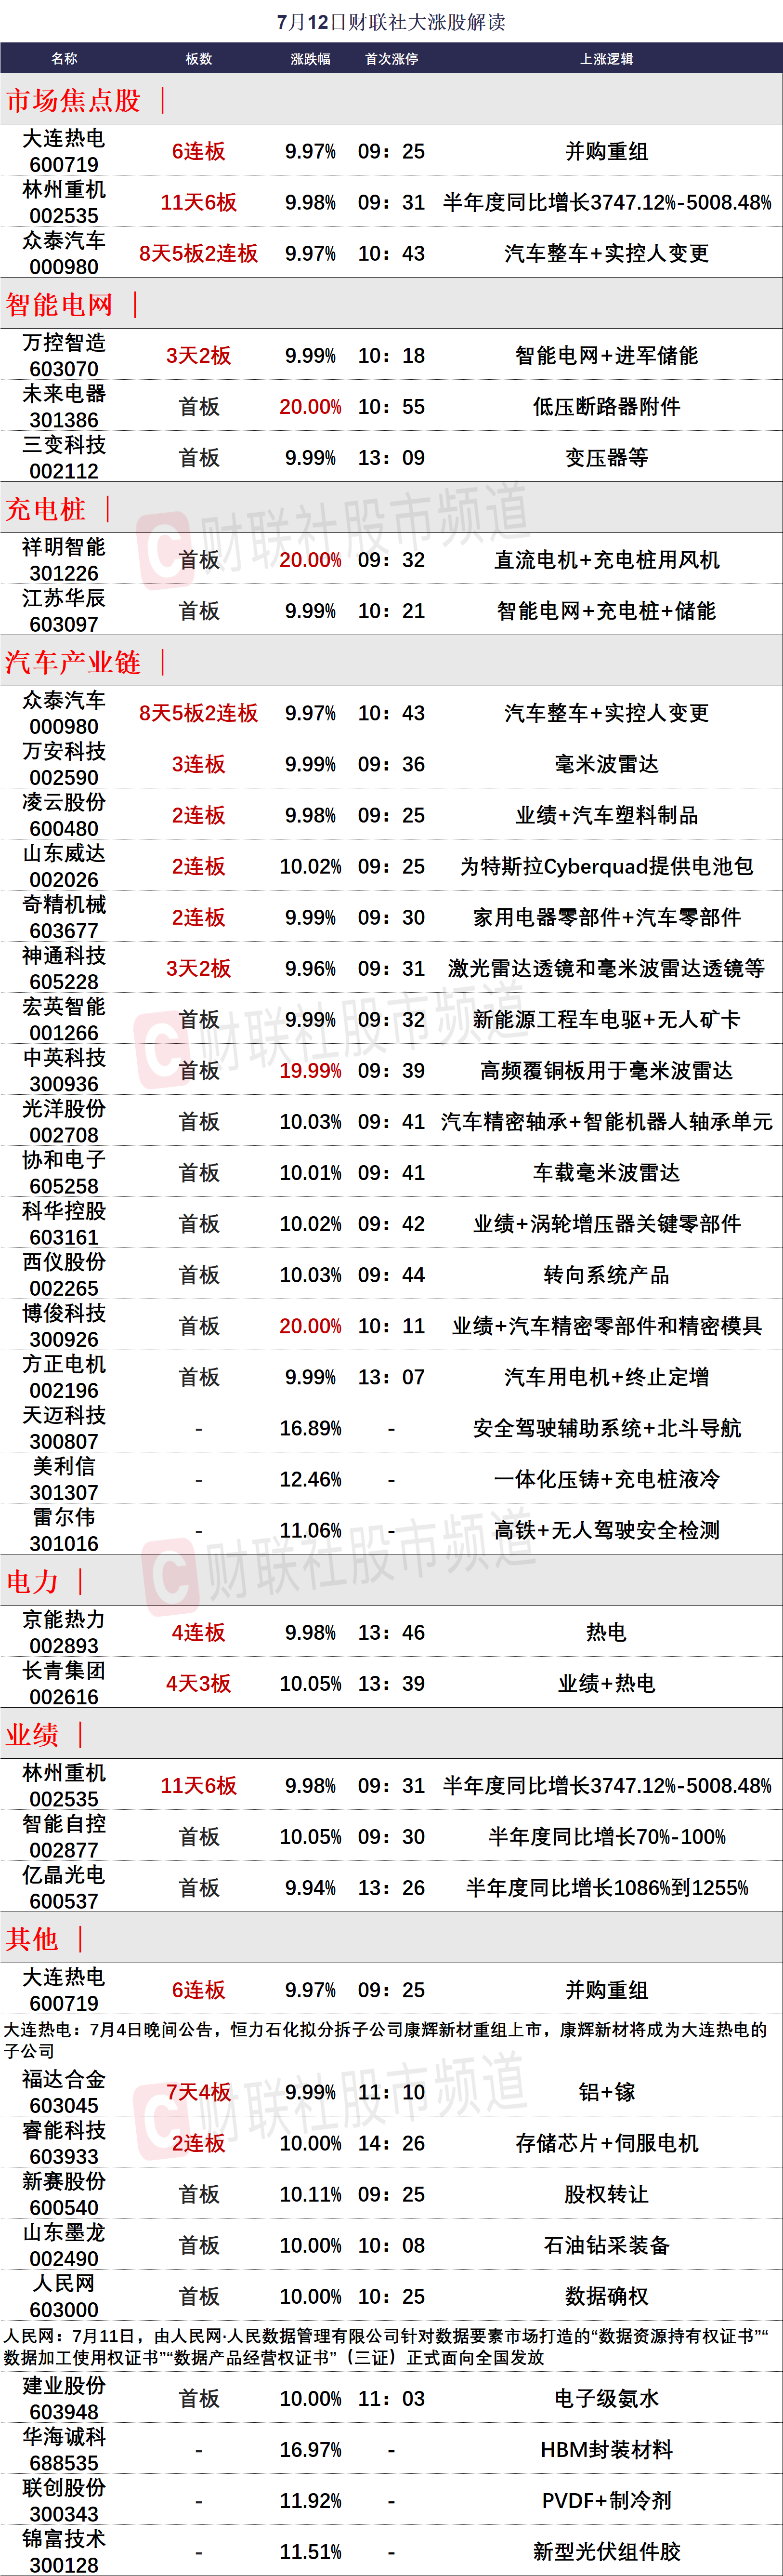 7月12日财联社大涨股解读
名称 板数 涨跌幅 首次涨停 上涨逻辑
市场焦点股 |
大连热电 600719 6连板 9.97% 09：25 并购重组
林州重机 002535 11天6板 9.98% 09：31 半年度同比增长3747.12%-5008.48%
众泰汽车 000980 8天5板2连板 9.97% 10：43 汽车整车+实控人变更
智能电网 |
万控智造 603070 3天2板 9.99% 10：18 智能电网+进军储能
未来电器 301386 首板 20.00% 10：55 低压断路器附件
三变科技 002112 首板 9.99% 13：09 变压器等
充电桩 |
财联社股市频道
祥明智能 301226 首板 20.00% 09：32 直流电机+充电桩用风机
江苏华辰 603097 首板 9.99% 10：21 智能电网+充电桩+储能
汽车产业链 |
众泰汽车 000980 8天5板2连板 9.97% 10：43 汽车整车+实控人变更
万安科技 002590 3连板 9.99% 09：36 毫米波雷达
凌云股份 600480 2连板 9.98% 09：25 业绩+汽车塑料制品
山东威达 002026 2连板 10.02% 09：25 为特斯拉Cyberquad提供电池包
奇精机械 603677 2连板 9.99% 09：30 家用电器零部件+汽车零部件
神通科技 605228 3天2板 9.96% 09：31 激光雷达透镜和毫米波雷达透镜等
宏英智能 001266 首板 9.99% 09：32 新能源工程车电驱+无人矿卡
财联社股市频道
中英科技 300936 首板 19.99% 09：39 高频覆铜板用于毫米波雷达
光洋股份 002708 首板 10.03% 09：41 汽车精密轴承+智能机器人轴承单元
协和电子 605258 首板 10.01% 09：41 车载毫米波雷达
科华控股 603161 首板 10.02% 09：42 业绩+涡轮增压器关键零部件
西仪股份 002265 首板 10.03% 09：44 转向系统产品
博俊科技 300926 首板 20.00% 10：11 业绩+汽车精密零部件和精密模具
方正电机 002196 首板 9.99% 13：07 汽车用电机+终止定增
天迈科技 300807 - 16.89% - 安全驾驶辅助系统+北斗导航
美利信 301307 - 12.46% - 一体化压铸+充电桩液冷
雷尔伟 301016 - 11.06% - 高铁+无人驾驶安全检测
财联社股市频道
电力 |
京能热力 002893 4连板 9.98% 13：46 热电
长青集团 002616 4天3板 10.05% 13：39 业绩+热电
业绩 |
林州重机 002535 11天6板 9.98% 09：31 半年度同比增长3747.12%-5008.48%
智能自控 002877 首板 10.05% 09：30 半年度同比增长70%-100%
亿晶光电 600537 首板 9.94% 13：26 半年度同比增长1086%到1255%
其他 |
大连热电 600719 6连板 9.97% 09：25 并购重组
大连热电：7月4日晚间公告，恒力石化拟分拆子公司康辉新材重组上市，康辉新材将成为大连热电的
子公司
福达合金 603045 7天4板 9.99% 11：10 铝+镓
财联社股市频道
睿能科技 603933 2连板 10.00% 14：26 存储芯片+伺服电机
新赛股份 600540 首板 10.11% 09：25 股权转让
山东墨龙 002490 首板 10.00% 10：08 石油钻采装备
人民网 603000 首板 10.00% 10：25 数据确权
人民网：7月11日，由人民网·人民数据管理有限公司针对数据要素市场打造的“数据资源持有权证书”“
数据加工使用权证书”“数据产品经营权证书”（三证）正式面向全国发放
建业股份 603948 首板 10.00% 11：03 电子级氨水
华海诚科 688535 - 16.97% - HBM封装材料
联创股份 300343 - 11.92% - PVDF+制冷剂
锦富技术 300128 - 11.51% - 新型光伏组件胶